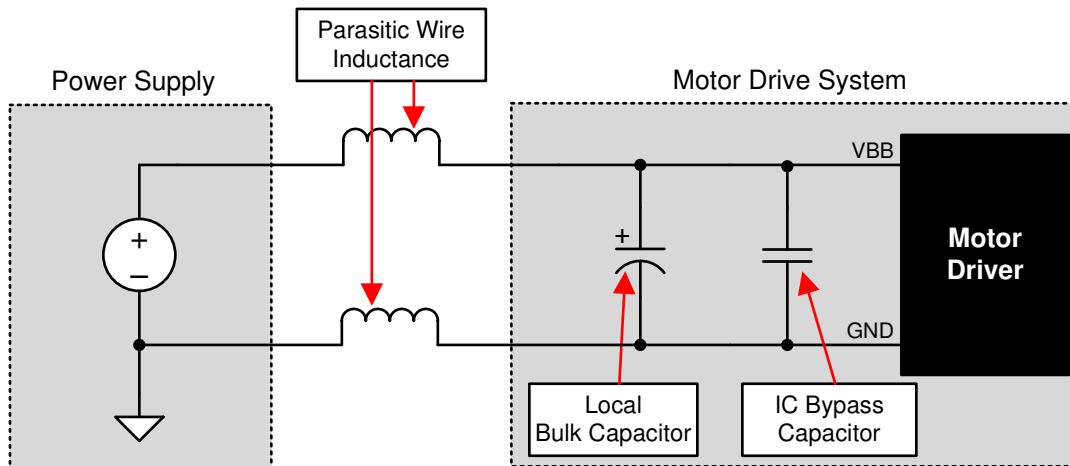 Parasitic Wire
Inductance
Power Supply
Motor Drive System
VBB
+
–
+
Motor
Driver
GND
Local
Bulk Capacitor
IC Bypass
Capacitor